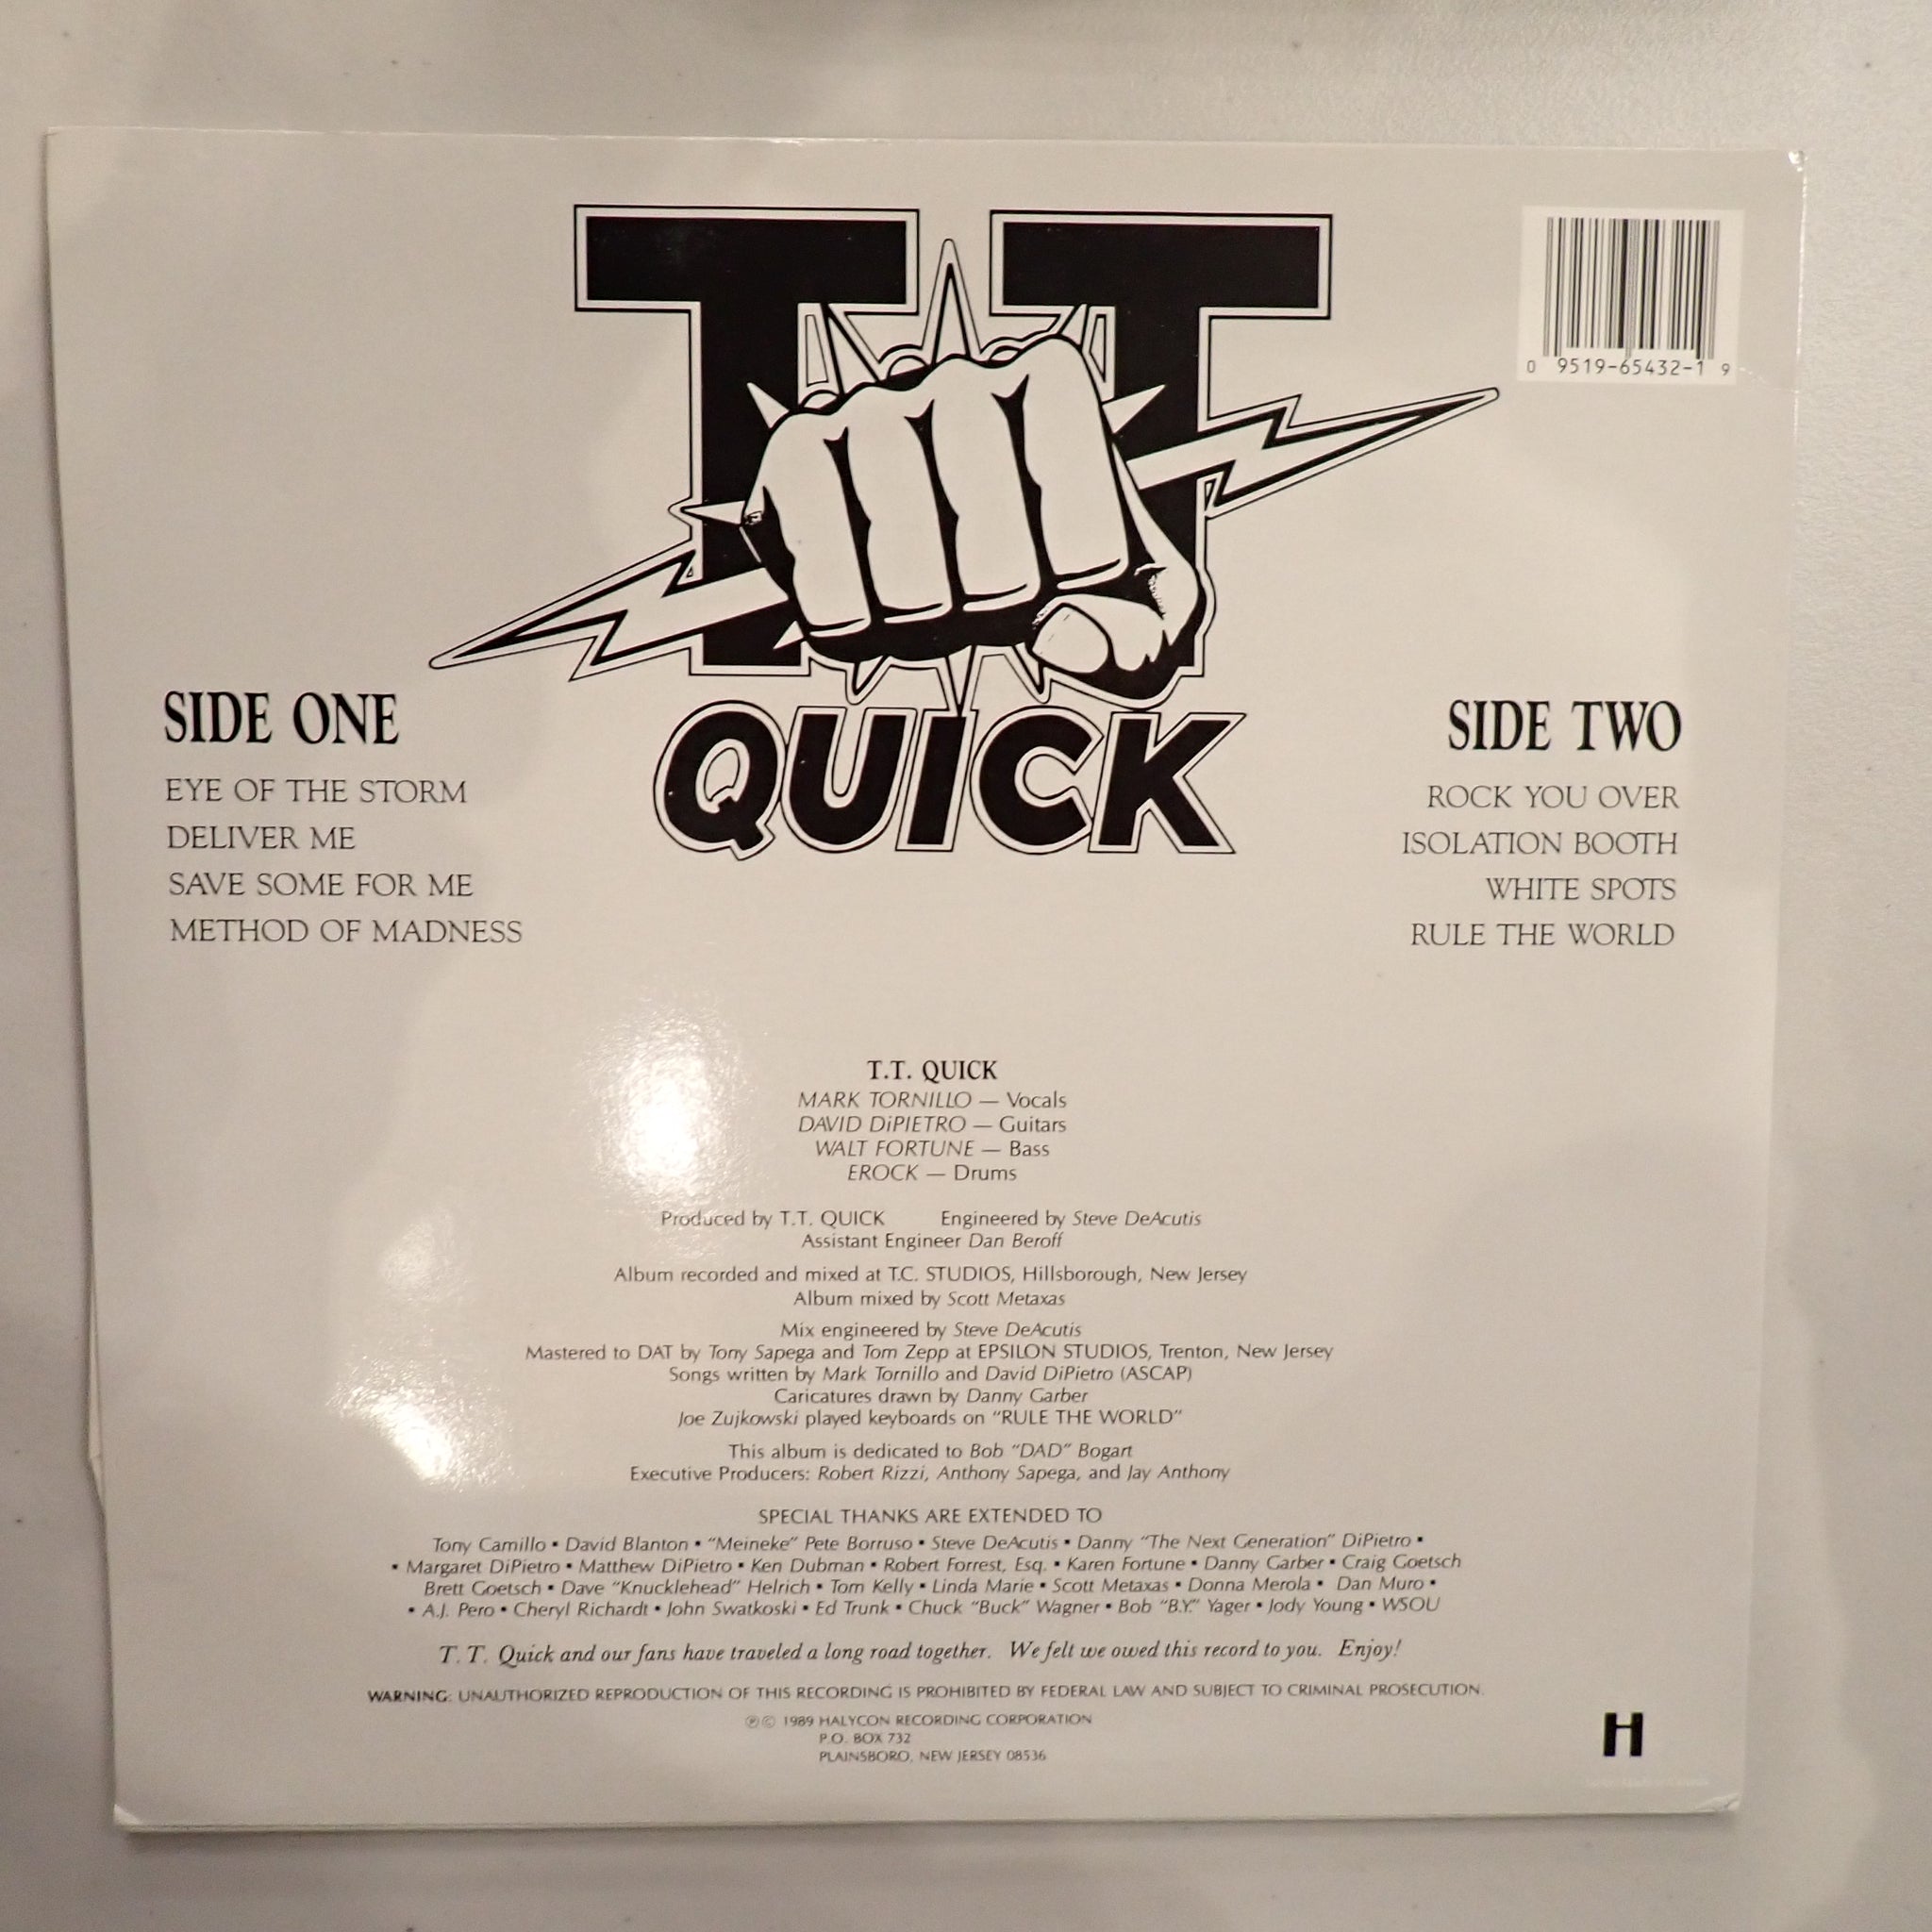 TT
QUICK
0 9519-65432-1 9
SIDE ONE
EYE OF THE STORM
DELIVER ME
SAVE SOME FOR ME
METHOD OF MADNESS
SIDE TWO
ROCK YOU OVER
ISOLATION BOOTH
WHITE SPOTS
RULE THE WORLD
T.T. QUICK
MARK TORNILLO — Vocals
DAVID DiPIETRO — Guitars
WALT FORTUNE — Bass
EROCK — Drums
Produced by T.T. QUICK Engineered by Steve DeAcutis
Assistant Engineer Dan Beroff
Album recorded and mixed at T.C. STUDIOS, Hillsborough, New Jersey
Album mixed by Scott Metaxas
Mix engineered by Steve DeAcutis
Mastered to DAT by Tony Sapega and Tom Zepp at EPSILON STUDIOS, Trenton, New Jersey
Songs written by Mark Tornillo and David DiPietro (ASCAP)
Caricatures drawn by Danny Garber
Joe Zujkowski played keyboards on "RULE THE WORLD"
This album is dedicated to Bob "DAD" Bogart
Executive Producers: Robert Rizzi, Anthony Sapega, and Jay Anthony
SPECIAL THANKS ARE EXTENDED TO
Tony Camillo • David Blanton • "Meineke" Pete Borruso • Steve DeAcutis • Danny "The Next Generation" DiPietro •
• Margaret DiPietro • Matthew DiPietro • Ken Dubman • Robert Forrest, Esq. • Karen Fortune • Danny Garber • Craig Goetsch
Brett Goetsch • Dave "Knucklehead" Helrich • Tom Kelly • Linda Marie • Scott Metaxas • Donna Merola • Dan Muro •
• A.J. Pero • Cheryl Richardt • John Swatkoski • Ed Trunk • Chuck "Buck" Wagner • Bob "B.Y." Yager • Jody Young • WSOU
T.T. Quick and our fans have traveled a long road together. We felt we owed this record to you. Enjoy!
WARNING: UNAUTHORIZED REPRODUCTION OF THIS RECORDING IS PROHIBITED BY FEDERAL LAW AND SUBJECT TO CRIMINAL PROSECUTION.
℗© 1989 HALYCON RECORDING CORPORATION
P.O. BOX 732
PLAINSBORO, NEW JERSEY 08536
H